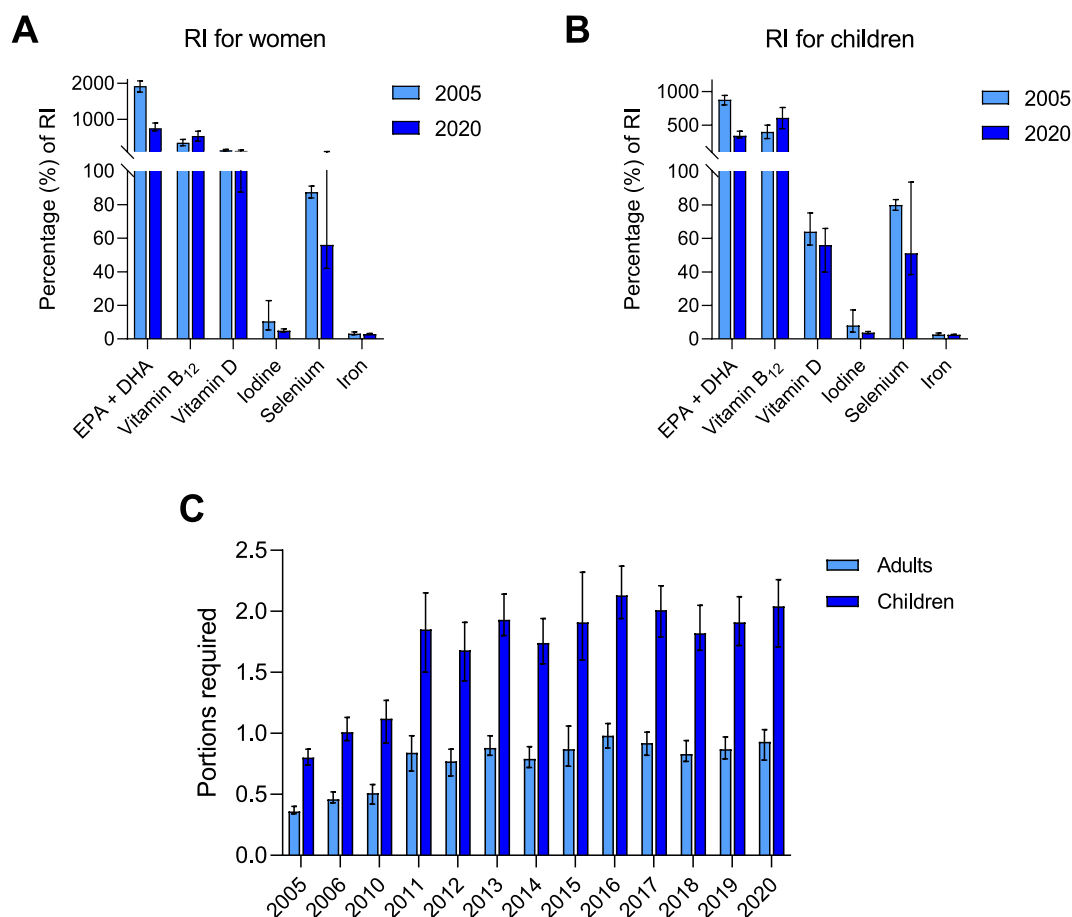 A
RI for women
Percentage (%) of RI
2000
1000
100
80
60
40
20
0
EPA + DHA
Vitamin B12
Vitamin D
Iodine
Selenium
Iron
2005
2020
B
RI for children
Percentage (%) of RI
1000
500
100
80
60
40
20
0
EPA + DHA
Vitamin B12
Vitamin D
Iodine
Selenium
Iron
2005
2020
C
Portions required
2.5
2.0
1.5
1.0
0.5
0.0
2005
2006
2010
2011
2012
2013
2014
2015
2016
2017
2018
2019
2020
Adults
Children